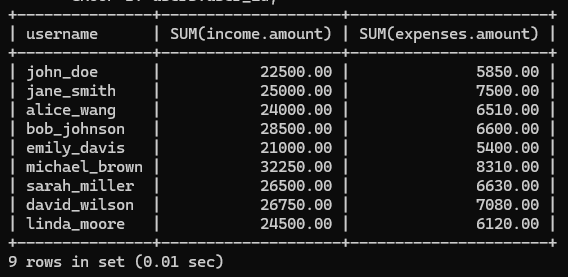 +---------------+--------------------+----------------------+
| username | SUM(income.amount) | SUM(expenses.amount) |
+---------------+--------------------+----------------------+
| john_doe | 22500.00 | 5850.00 |
| jane_smith | 25000.00 | 7500.00 |
| alice_wang | 24000.00 | 6510.00 |
| bob_johnson | 28500.00 | 6600.00 |
| emily_davis | 21000.00 | 5400.00 |
| michael_brown | 32250.00 | 8310.00 |
| sarah_miller | 26500.00 | 6630.00 |
| david_wilson | 26750.00 | 7080.00 |
| linda_moore | 24500.00 | 6120.00 |
+---------------+--------------------+----------------------+
9 rows in set (0.01 sec)